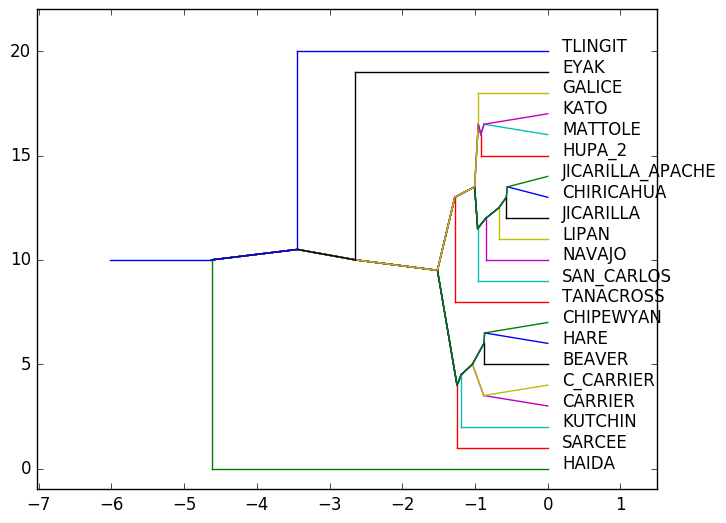 20
15
10
5
0
TLINGIT
EYAK
GALICE
KATO
MATTOLE
HUPA_2
JICARILLA_APACHE
CHIRICAHUA
JICARILLA
LIPAN
NAVAJO
SAN_CARLOS
TANACROSS
CHIPEWYAN
HARE
BEAVER
C_CARRIER
CARRIER
KUTCHIN
SARCEE
HAIDA
−7 −6 −5 −4 −3 −2 −1 0 1